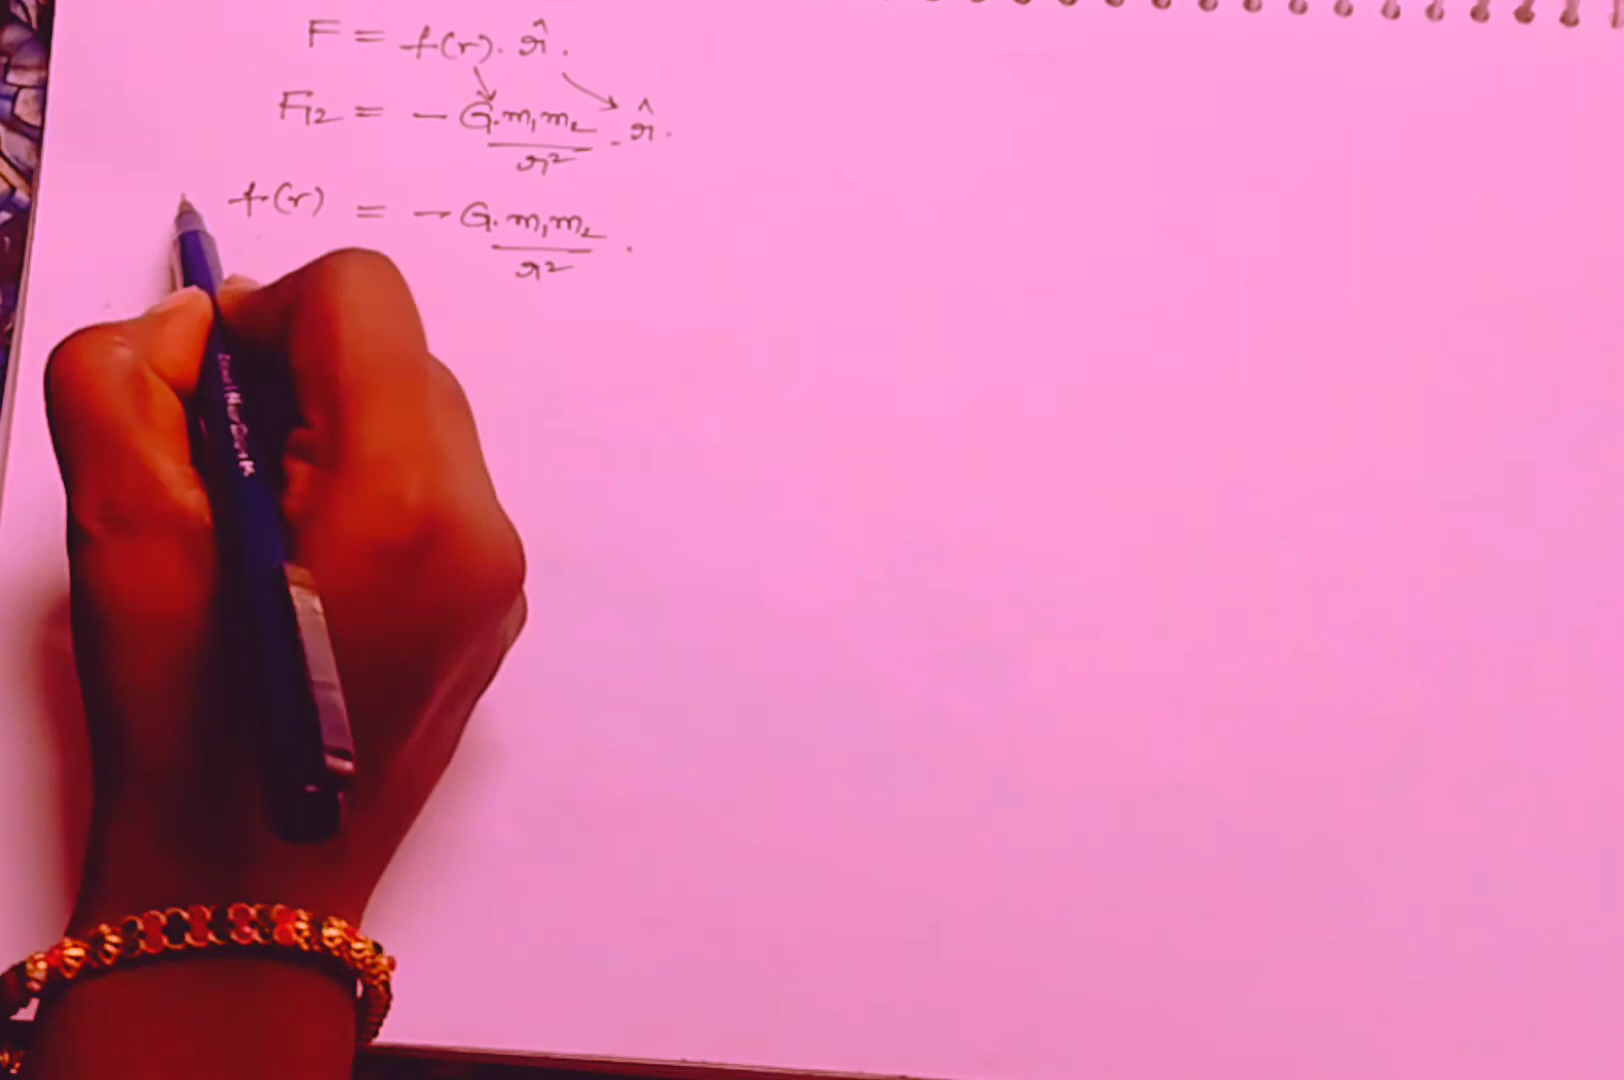 F = f(r). r̂.
F₁₂ = - G.m₁m₂/r² . r̂.
f(r) = - G.m₁m₂/r² .